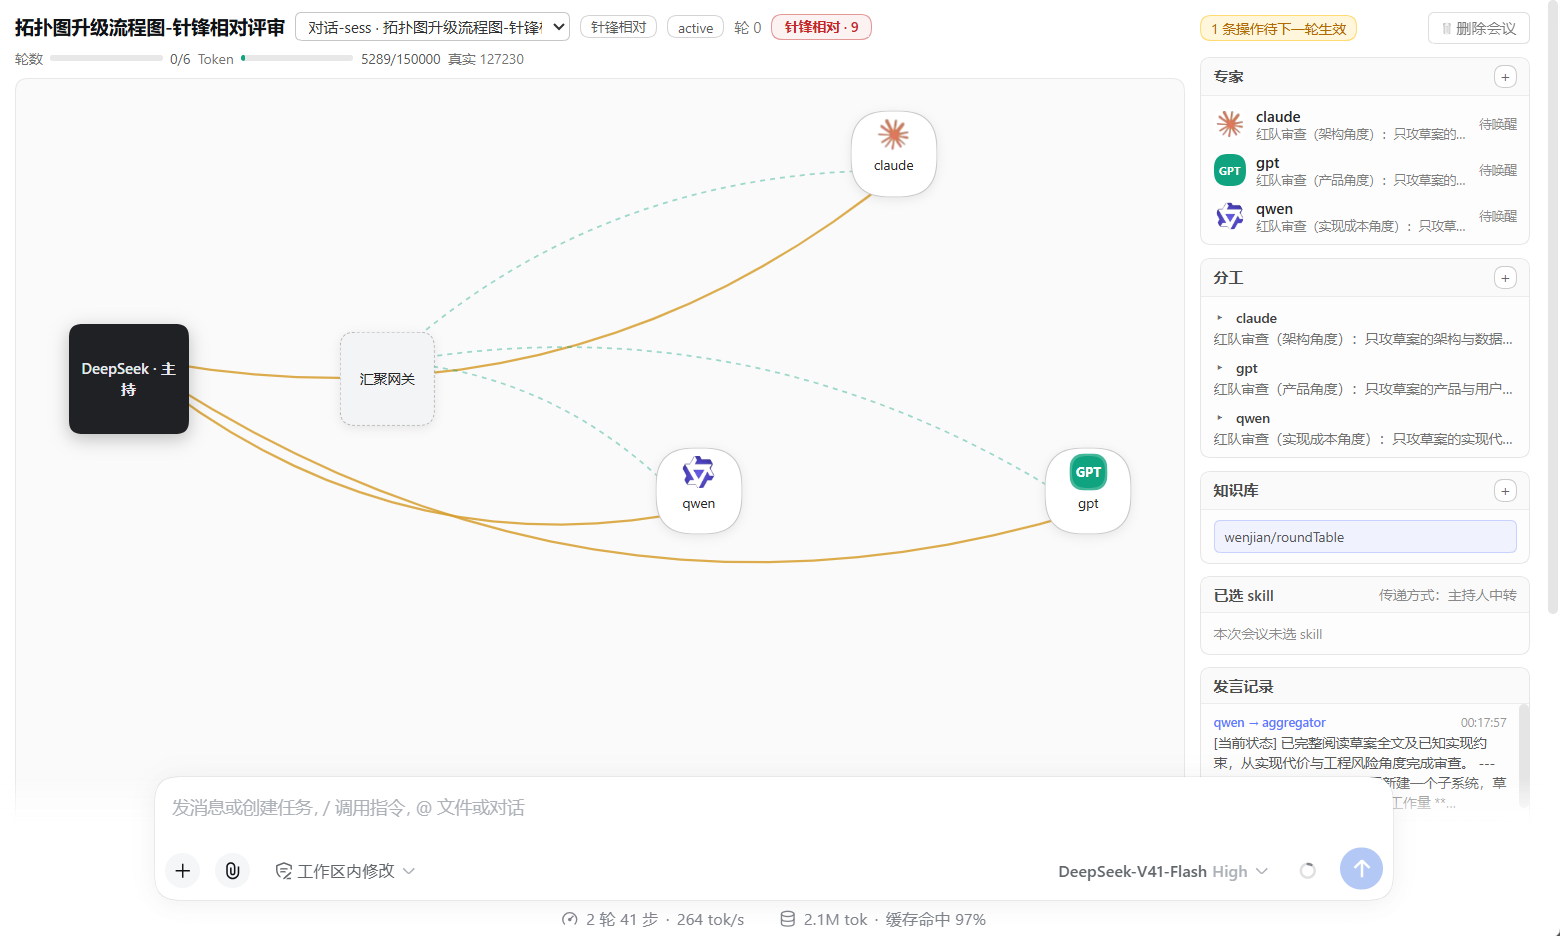 拓扑图升级流程图-针锋相对评审
对话-sess · 拓扑图升级流程图-针锋
针锋相对
active
轮 0
针锋相对 · 9
1 条操作待下一轮生效
删除会议
轮数
0/6
Token
5289/150000
真实 127230
claude
DeepSeek · 主
持
汇聚网关
qwen
GPT
gpt
专家
+
claude
红队审查（架构角度）：只攻草案的...
待唤醒
GPT
gpt
红队审查（产品角度）：只攻草案的...
待唤醒
qwen
红队审查（实现成本角度）：只攻草...
待唤醒
分工
+
claude
红队审查（架构角度）：只攻草案的架构与数据...
gpt
红队审查（产品角度）：只攻草案的产品与用户...
qwen
红队审查（实现成本角度）：只攻草案的实现代...
知识库
+
wenjian/roundTable
已选 skill
传递方式：主持人中转
本次会议未选 skill
发言记录
qwen → aggregator
00:17:57
[当前状态] 已完整阅读草案全文及已知实现约
束，从实现代价与工程风险角度完成审查。 ---
新建一个子系统，草
工作量 **...
发消息或创建任务, / 调用指令, @ 文件或对话
工作区内修改
DeepSeek-V41-Flash High
2 轮 41 步 · 264 tok/s
2.1M tok · 缓存命中 97%